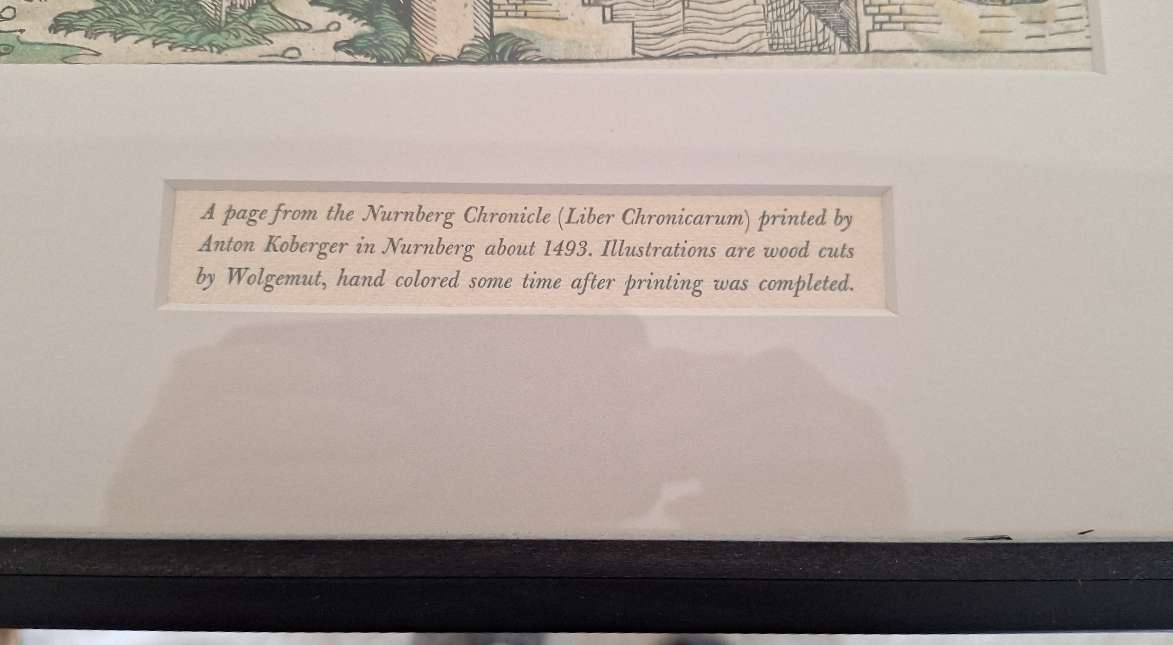 A page from the Nurnberg Chronicle (Liber Chronicarum) printed by
Anton Koberger in Nurnberg about 1493. Illustrations are wood cuts
by Wolgemut, hand colored some time after printing was completed.